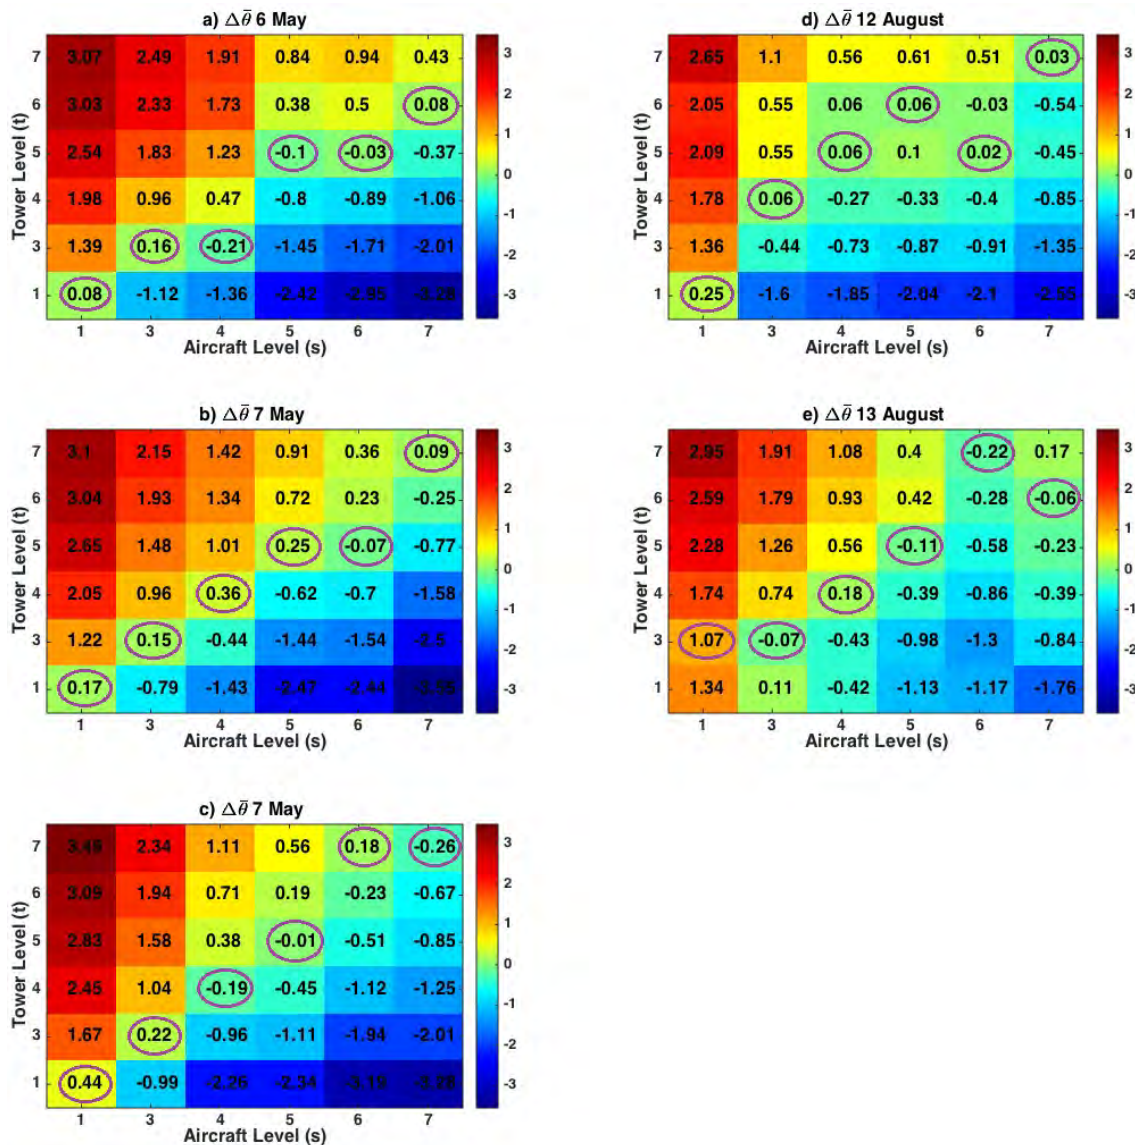 a) Δθ̄ 6 May
7 3.07 2.49 1.91 0.84 0.94 0.43 3
6 3.03 2.33 1.73 0.38 0.5 0.08 2
5 2.54 1.83 1.23 -0.1 -0.03 -0.37 1
4 1.98 0.96 0.47 -0.8 -0.89 -1.06 0
3 1.39 0.16 -0.21 -1.45 -1.71 -2.01 -1
1 0.08 -1.12 -1.36 -2.42 -2.95 -3.28 -2
-3
1 3 4 5 6 7
Tower Level (t)
Aircraft Level (s)
d) Δθ̄ 12 August
7 2.65 1.1 0.56 0.61 0.51 0.03 3
6 2.05 0.55 0.06 0.06 -0.03 -0.54 2
5 2.09 0.55 0.06 0.1 0.02 -0.45 1
4 1.78 0.06 -0.27 -0.33 -0.4 -0.85 0
3 1.36 -0.44 -0.73 -0.87 -0.91 -1.35 -1
1 0.25 -1.6 -1.85 -2.04 -2.1 -2.55 -2
-3
1 3 4 5 6 7
Tower Level (t)
Aircraft Level (s)
b) Δθ̄ 7 May
7 3.1 2.15 1.42 0.91 0.36 0.09 3
6 3.04 1.93 1.34 0.72 0.23 -0.25 2
5 2.65 1.48 1.01 0.25 -0.07 -0.77 1
4 2.05 0.96 0.36 -0.62 -0.7 -1.58 0
3 1.22 0.15 -0.44 -1.44 -1.54 -2.5 -1
1 0.17 -0.79 -1.43 -2.47 -2.44 -3.55 -2
-3
1 3 4 5 6 7
Tower Level (t)
Aircraft Level (s)
e) Δθ̄ 13 August
7 2.95 1.91 1.08 0.4 -0.22 0.17 3
6 2.59 1.79 0.93 0.42 -0.28 -0.06 2
5 2.28 1.26 0.56 -0.11 -0.58 -0.23 1
4 1.74 0.74 0.18 -0.39 -0.86 -0.39 0
3 1.07 -0.07 -0.43 -0.98 -1.3 -0.84 -1
1 1.34 0.11 -0.42 -1.13 -1.17 -1.76 -2
-3
1 3 4 5 6 7
Tower Level (t)
Aircraft Level (s)
c) Δθ̄ 7 May
7 3.49 2.34 1.11 0.56 0.18 -0.26 3
6 3.09 1.94 0.71 0.19 -0.23 -0.67 2
5 2.83 1.58 0.38 -0.01 -0.51 -0.85 1
4 2.45 1.04 -0.19 -0.45 -1.12 -1.25 0
3 1.67 0.22 -0.96 -1.11 -1.94 -2.01 -1
1 0.44 -0.99 -2.26 -2.34 -3.19 -3.28 -2
-3
1 3 4 5 6 7
Tower Level (t)
Aircraft Level (s)